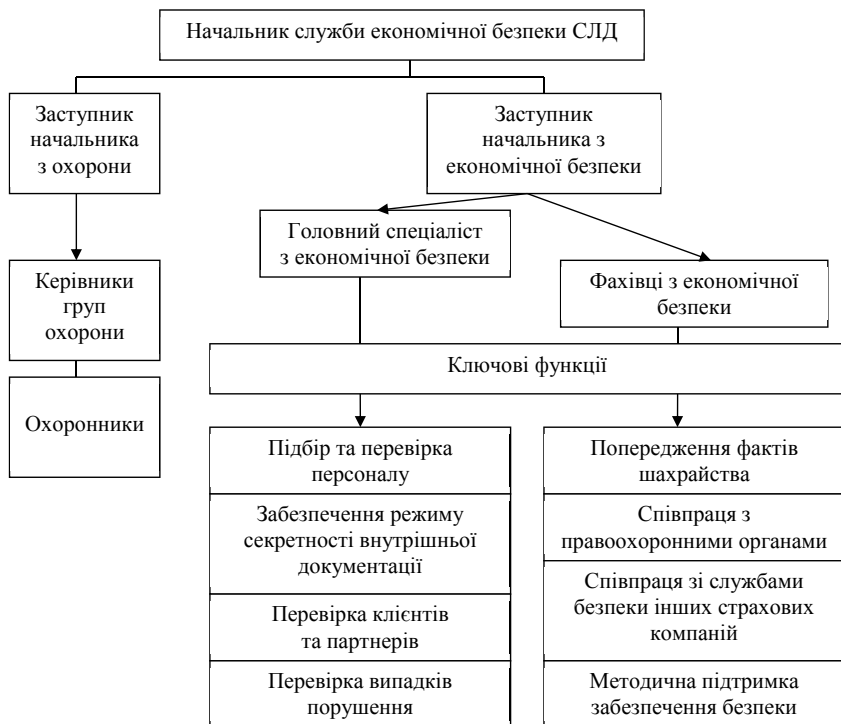 Начальник служби економічної безпеки СЛД
Заступник
начальника
з охорони
Заступник
начальника з
економічної безпеки
Головний спеціаліст
з економічної безпеки
Керівники
груп
охорони
Фахівці з економічної
безпеки
Ключові функції
Охоронники
Підбір та перевірка
персоналу
Забезпечення режиму
секретності внутрішньої
документації
Перевірка клієнтів
та партнерів
Перевірка випадків
порушення
Попередження фактів
шахрайства
Співпраця з
правоохоронними органами
Співпраця зі службами
безпеки інших страхових
компаній
Методична підтримка
забезпечення безпеки